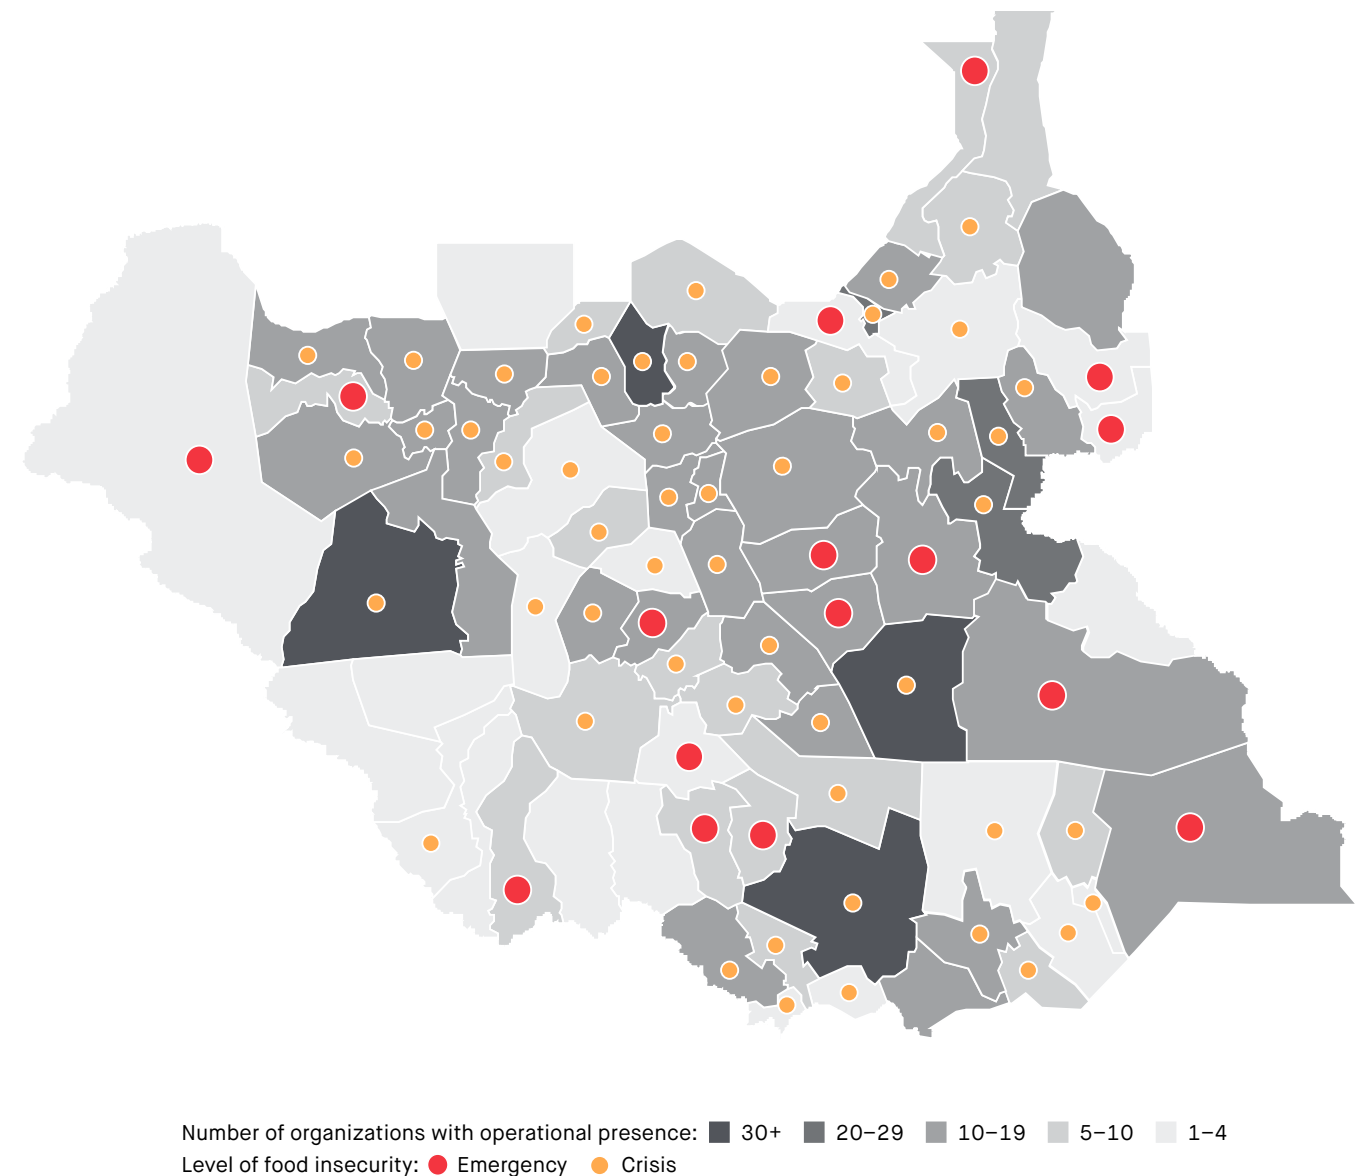 Number of organizations with operational presence: 30+ 20–29 10–19 5–10 1–4
Level of food insecurity: Emergency Crisis